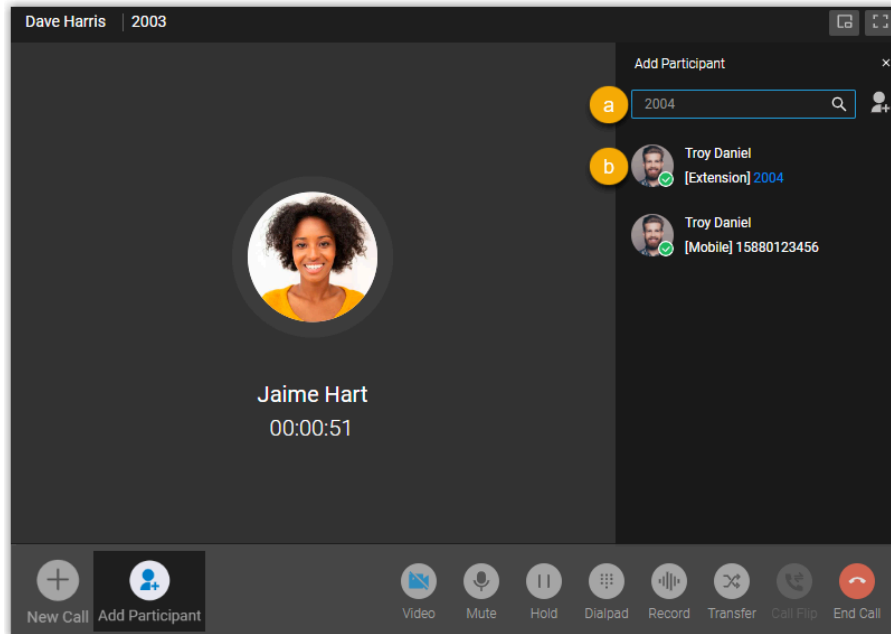 Dave Harris 2003
Add Participant
a
2004
b
Troy Daniel
[Extension] 2004
Troy Daniel
[Mobile] 15880123456
Jaime Hart
00:00:51
New Call
Add Participant
Video
Mute
Hold
Dialpad
Record
Transfer
Call Flip
End Call